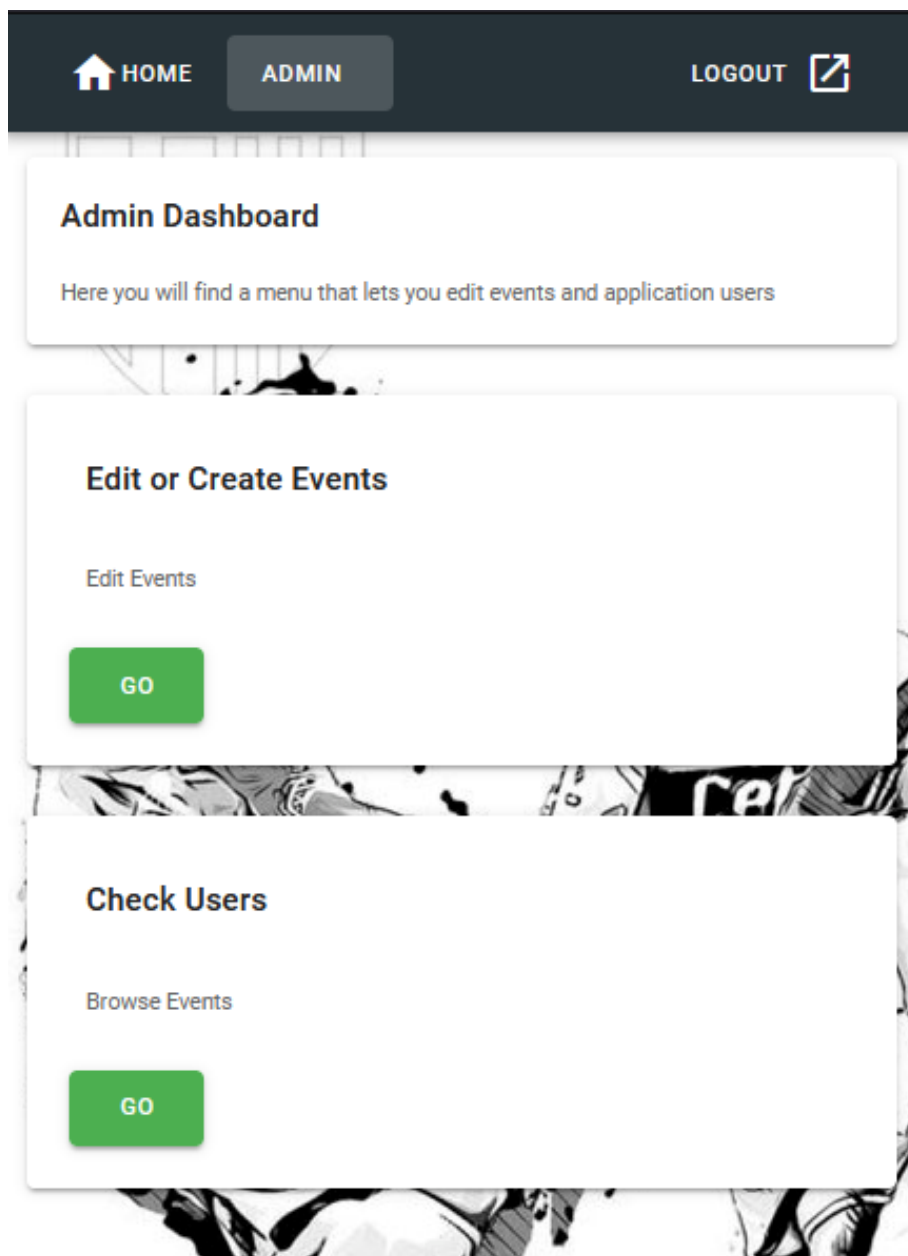 HOME ADMIN LOGOUT
Admin Dashboard
Here you will find a menu that lets you edit events and application users
Edit or Create Events
Edit Events
GO
Check Users
Browse Events
GO